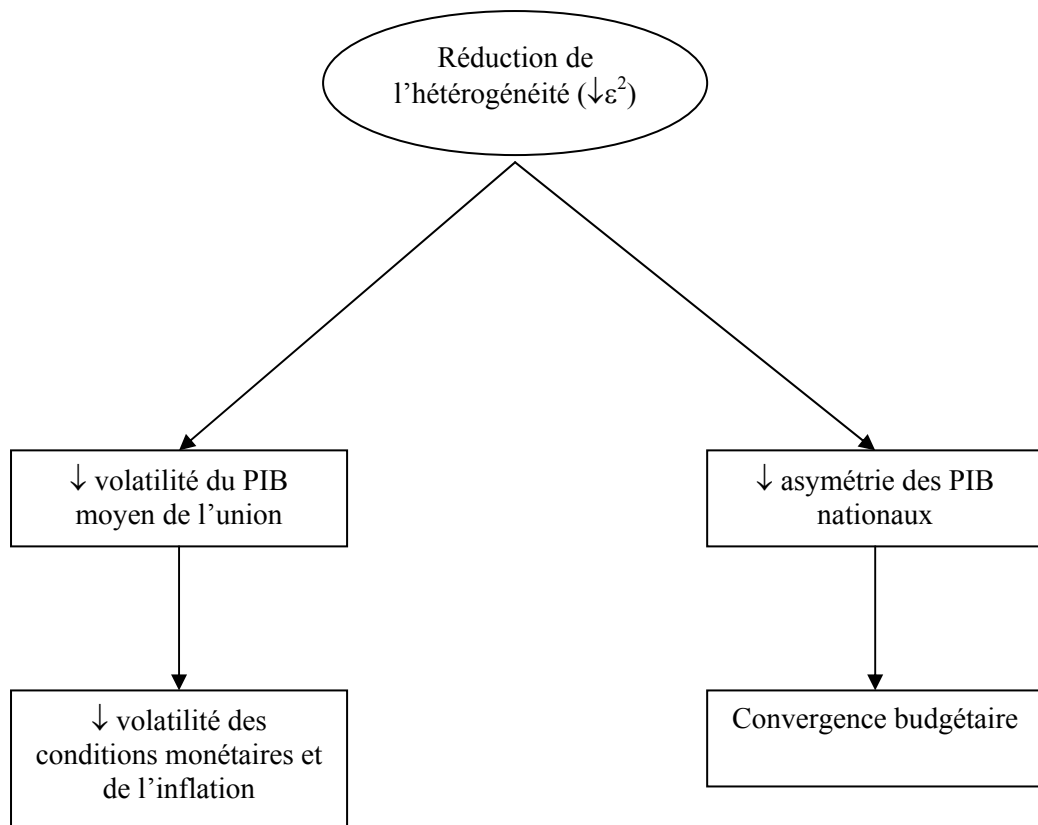 Réduction de
l’hétérogénéité (↓ε²)
↓ volatilité du PIB
moyen de l’union
↓ asymétrie des PIB
nationaux
↓ volatilité des
conditions monétaires et
de l’inflation
Convergence budgétaire